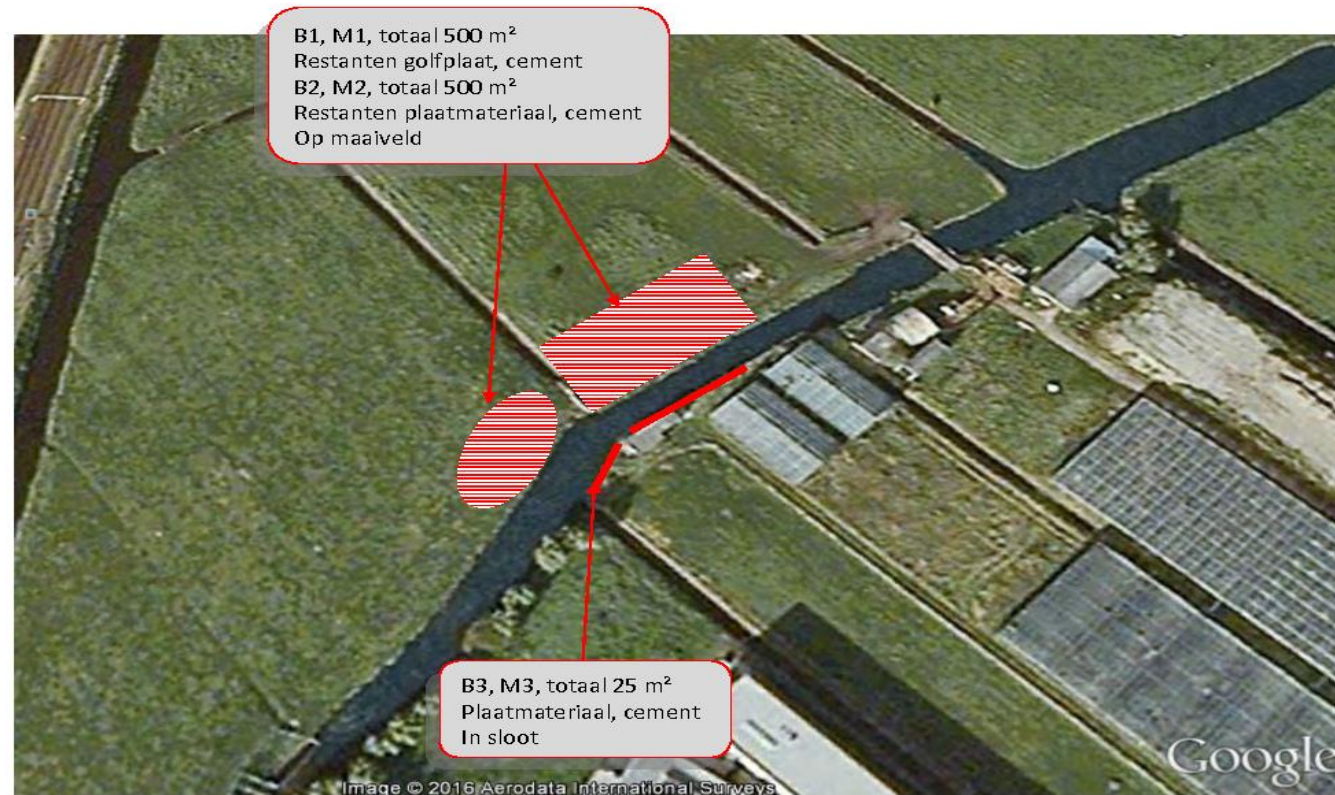 B1, M1, totaal 500 m²
Restanten golfplaat, cement
B2, M2, totaal 500 m²
Restanten plaatmateriaal, cement
Op maaiveld
B3, M3, totaal 25 m²
Plaatmateriaal, cement
In sloot
Google
Image © 2016 Aerodata International Surveys